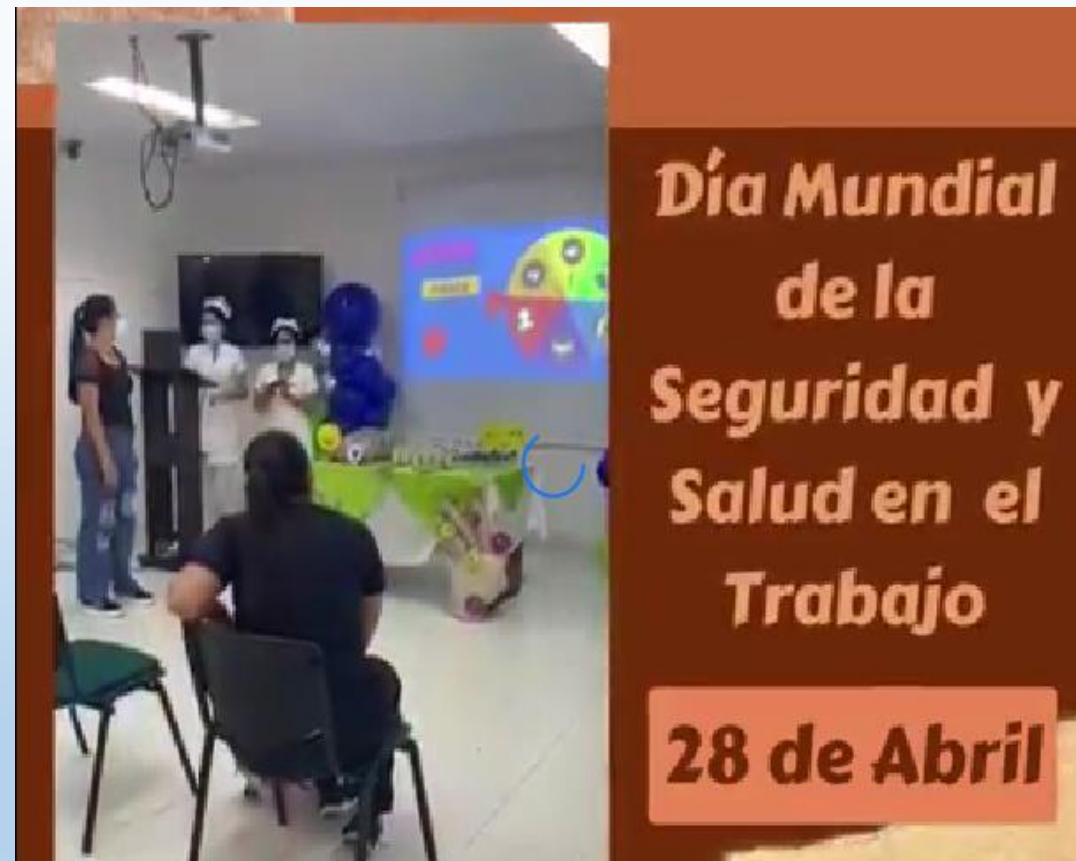 Día Mundial
de la
Seguridad y
Salud en el
Trabajo
28 de Abril